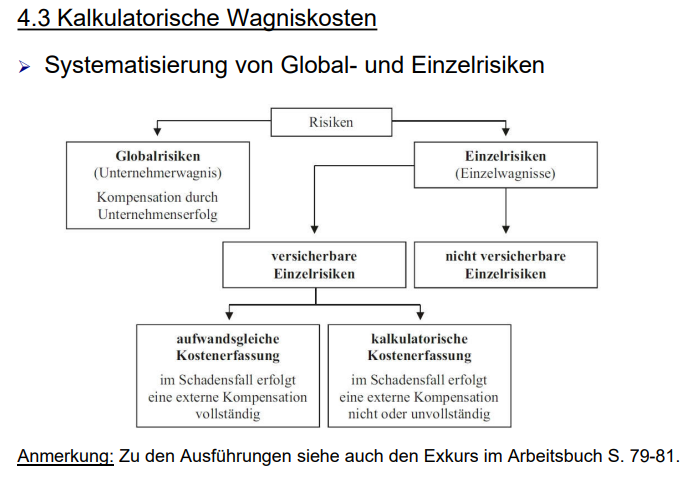 4.3 Kalkulatorische Wagniskosten
Systematisierung von Global- und Einzelrisiken
Risiken
Globalrisiken
(Unternehmerwagnis)
Kompensation durch
Unternehmenserfolg
Einzelrisiken
(Einzelwagnisse)
versicherbare
Einzelrisiken
nicht versicherbare
Einzelrisiken
aufwandsgleiche
Kostenerfassung
im Schadensfall erfolgt
eine externe Kompensation
vollständig
kalkulatorische
Kostenerfassung
im Schadensfall erfolgt
eine externe Kompensation
nicht oder unvollständig
Anmerkung: Zu den Ausführungen siehe auch den Exkurs im Arbeitsbuch S. 79-81.